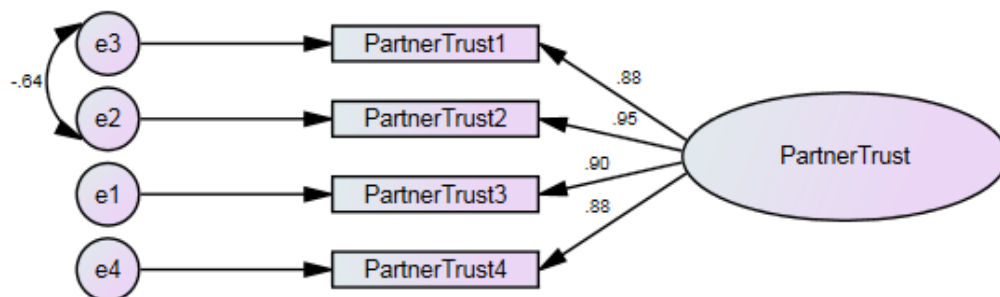 e3
PartnerTrust1
-.64
.88
e2
PartnerTrust2
.95
PartnerTrust
e1
PartnerTrust3
.90
e4
PartnerTrust4
.88